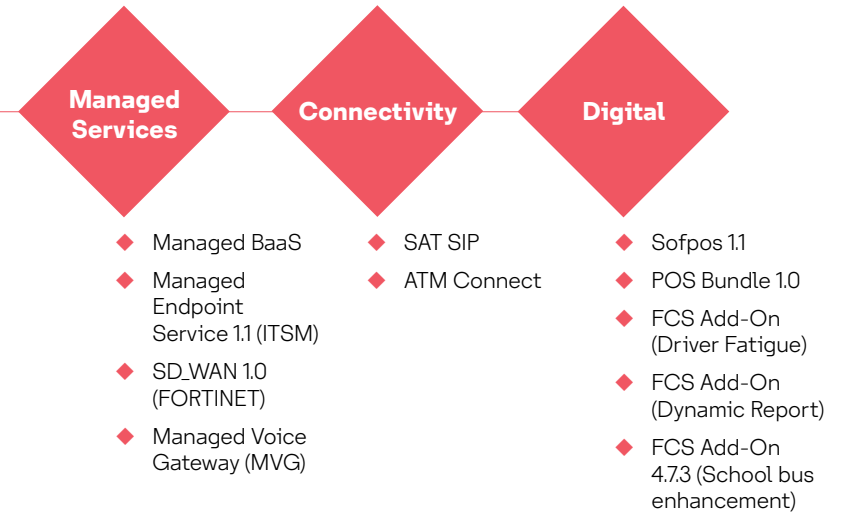 Managed
Services
Connectivity
Digital
Managed BaaS
Managed
Endpoint
Service 1.1 (ITSM)
SD_WAN 1.0
(FORTINET)
Managed Voice
Gateway (MVG)
SAT SIP
ATM Connect
Sofpos 1.1
POS Bundle 1.0
FCS Add-On
(Driver Fatigue)
FCS Add-On
(Dynamic Report)
FCS Add-On
4.7.3 (School bus
enhancement)